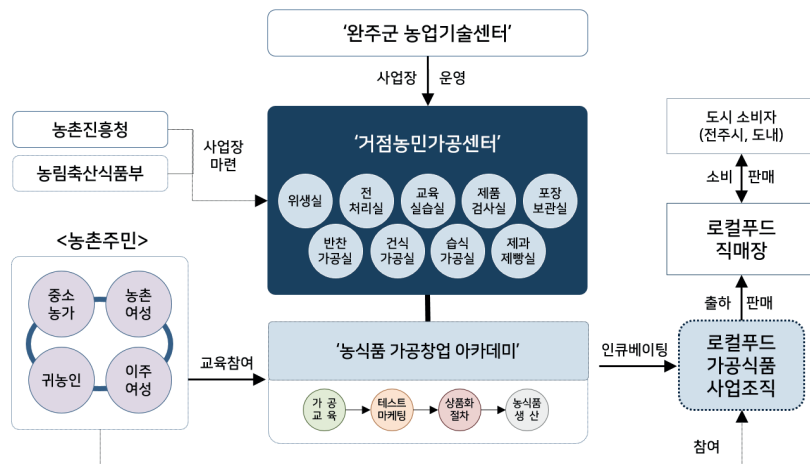 ‘완주군 농업기술센터’
사업장 운영
농촌진흥청
농림축산식품부
사업장
마련
‘거점농민가공센터’
위생실
전
처리실
교육
실습실
제품
검사실
포장
보관실
반찬
가공실
건식
가공실
습식
가공실
제과
제빵실
도시 소비자
(전주시, 도내)
소비 판매
로컬푸드
직매장
출하 판매
로컬푸드
가공식품
사업조직
참여
<농촌주민>
중소
농가
농촌
여성
귀농인
이주
여성
교육참여
‘농식품 가공창업 아카데미’
인큐베이팅
가 공
교 육
테스트
마케팅
상품화
절차
농식품
생 산